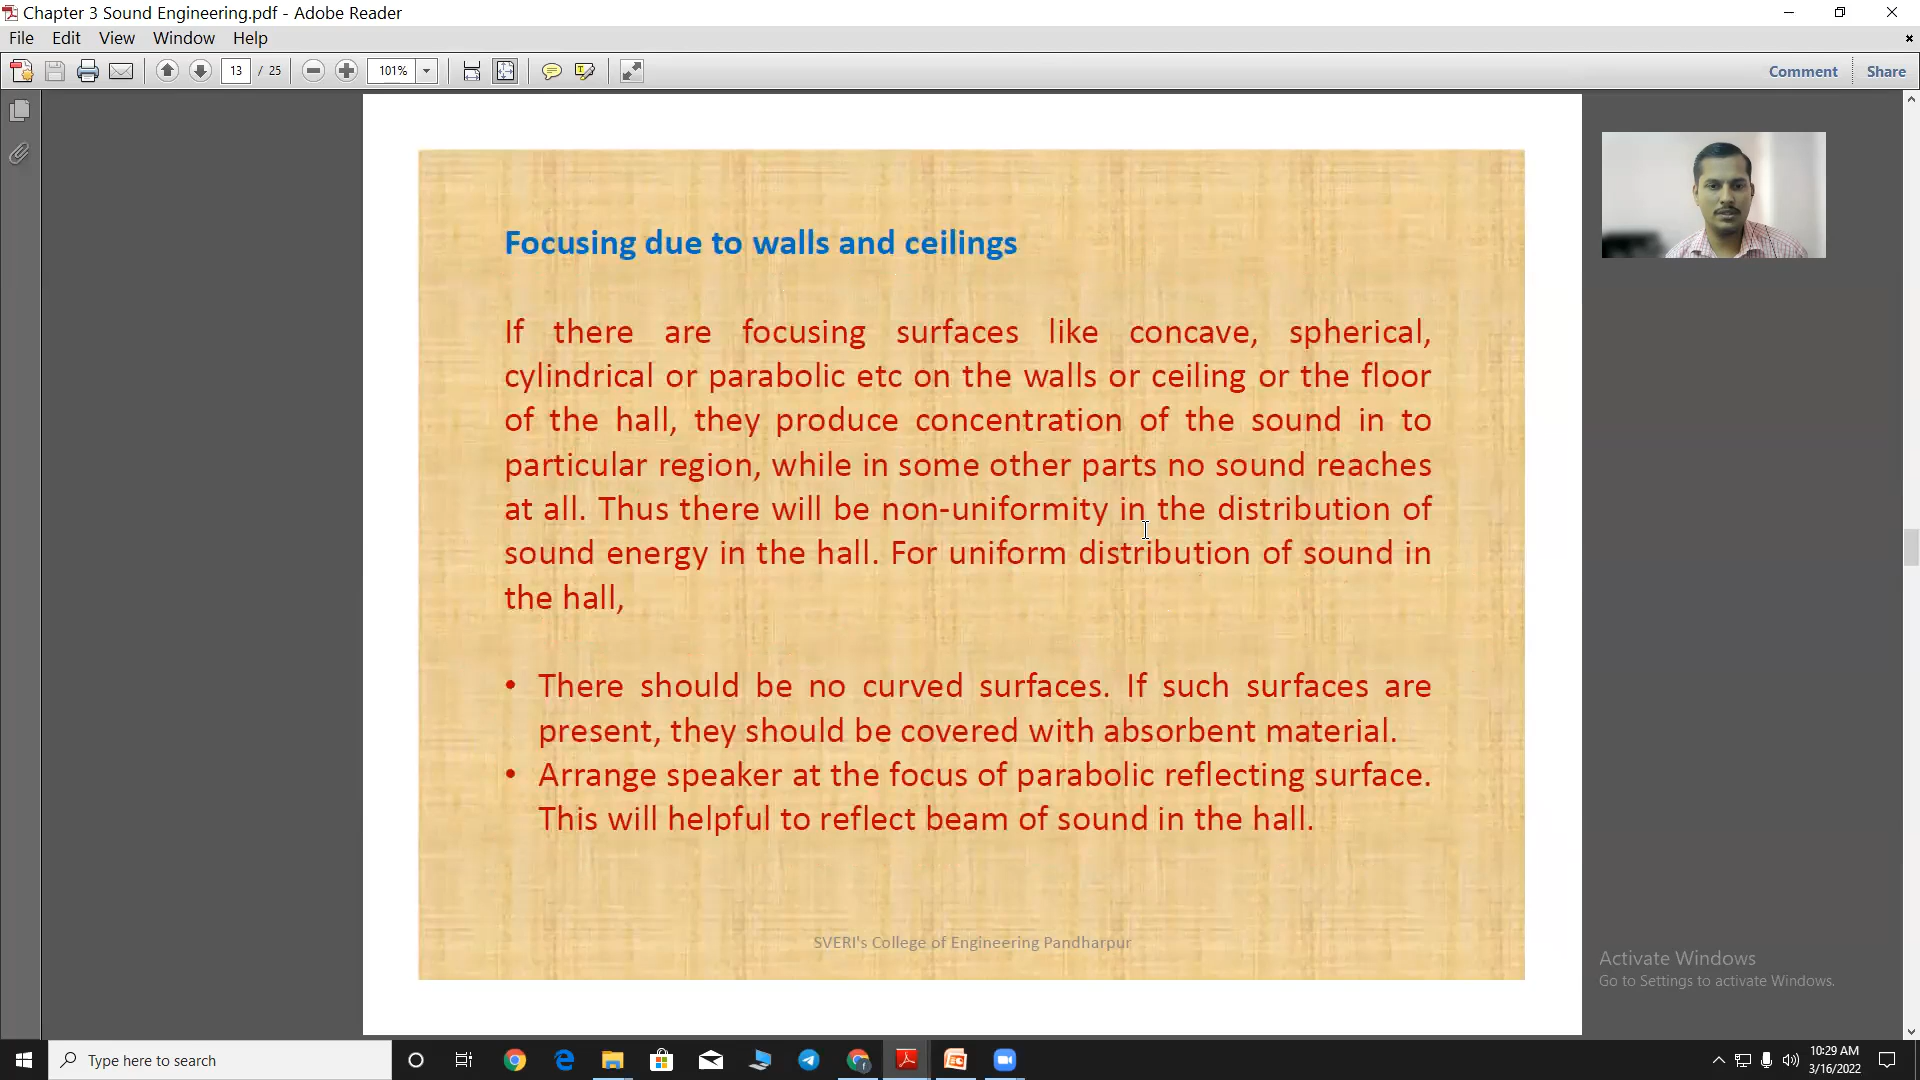 Chapter 3 Sound Engineering.pdf - Adobe Reader
File Edit View Window Help
13 / 25 101% Comment Share
Focusing due to walls and ceilings
If there are focusing surfaces like concave, spherical,
cylindrical or parabolic etc on the walls or ceiling or the floor
of the hall, they produce concentration of the sound in to
particular region, while in some other parts no sound reaches
at all. Thus there will be non-uniformity in the distribution of
sound energy in the hall. For uniform distribution of sound in
the hall,
• There should be no curved surfaces. If such surfaces are
present, they should be covered with absorbent material.
• Arrange speaker at the focus of parabolic reflecting surface.
This will helpful to reflect beam of sound in the hall.
SVERI's College of Engineering Pandharpur
Activate Windows
Go to Settings to activate Windows.
Type here to search
10:29 AM
3/16/2022